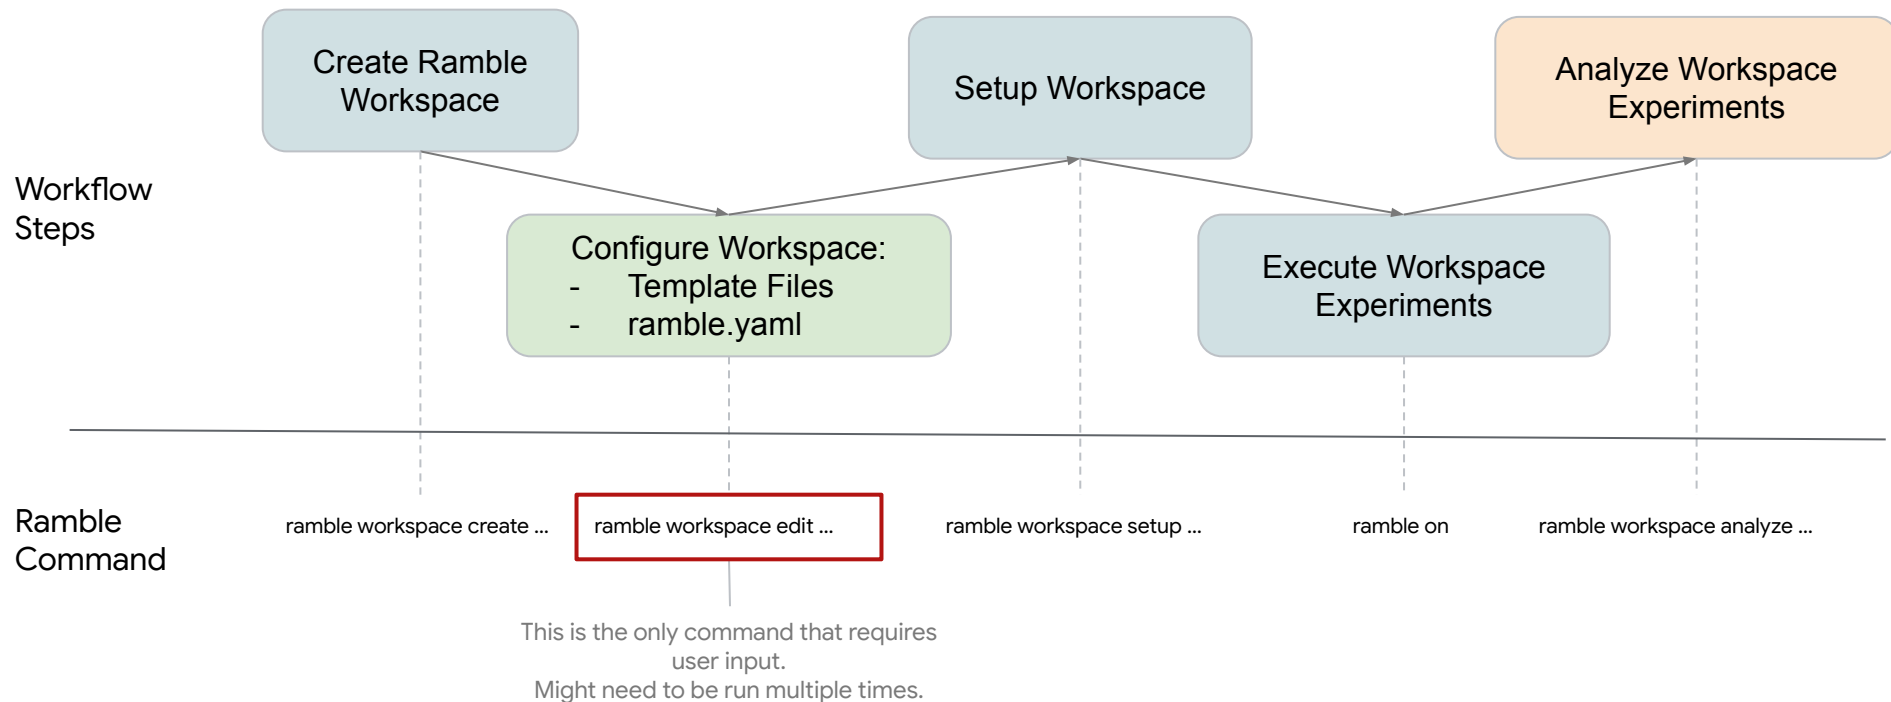 Create Ramble
Workspace
Setup Workspace
Analyze Workspace
Experiments
Workflow
Steps
Configure Workspace:
- Template Files
- ramble.yaml
Execute Workspace
Experiments
Ramble
Command
ramble workspace create ...
ramble workspace edit ...
ramble workspace setup ...
ramble on
ramble workspace analyze ...
This is the only command that requires
user input.
Might need to be run multiple times.